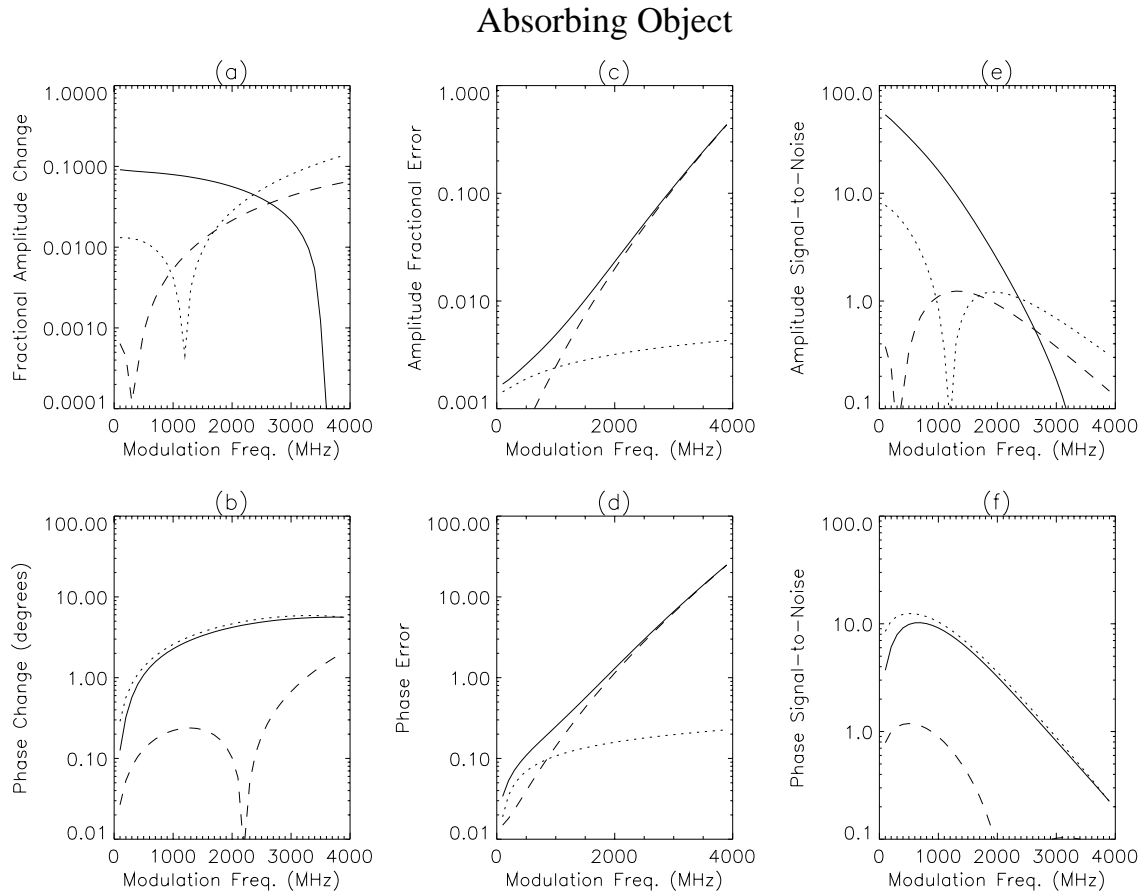 Absorbing Object
(a)
1.0000
0.1000
0.0100
0.0010
0.0001
Fractional Amplitude Change
0 1000 2000 3000 4000
Modulation Freq. (MHz)
(c)
1.000
0.100
0.010
0.001
Amplitude Fractional Error
0 2000 4000
Modulation Freq. (MHz)
(e)
100.0
10.0
1.0
0.1
Amplitude Signal-to-Noise
0 1000 2000 3000 4000
Modulation Freq. (MHz)
(b)
100.00
10.00
1.00
0.10
0.01
Phase Change (degrees)
0 1000 2000 3000 4000
Modulation Freq. (MHz)
(d)
100.00
10.00
1.00
0.10
0.01
Phase Error
0 2000 4000
Modulation Freq. (MHz)
(f)
100.0
10.0
1.0
0.1
Phase Signal-to-Noise
0 1000 2000 3000 4000
Modulation Freq. (MHz)